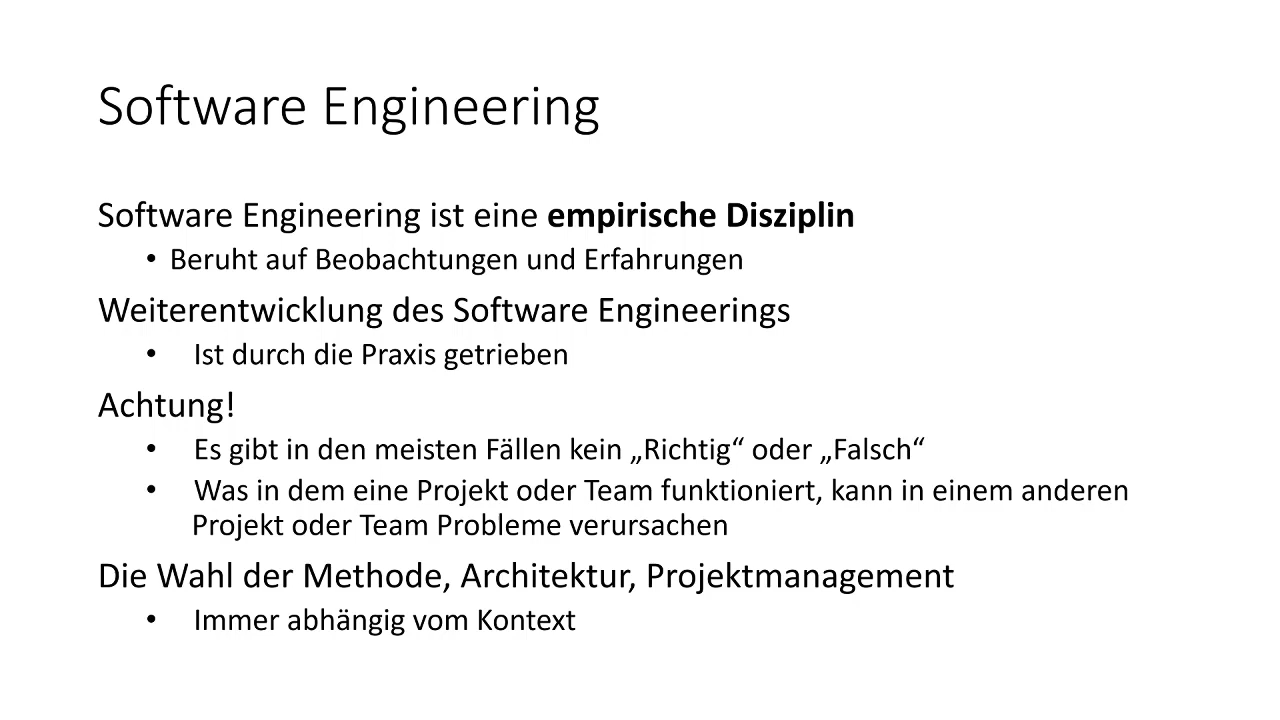 Software Engineering
Software Engineering ist eine empirische Disziplin
• Beruht auf Beobachtungen und Erfahrungen
Weiterentwicklung des Software Engineerings
• Ist durch die Praxis getrieben
Achtung!
• Es gibt in den meisten Fällen kein „Richtig“ oder „Falsch“
• Was in dem eine Projekt oder Team funktioniert, kann in einem anderen
Projekt oder Team Probleme verursachen
Die Wahl der Methode, Architektur, Projektmanagement
• Immer abhängig vom Kontext